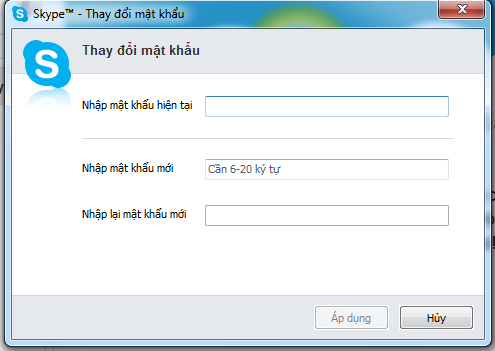 Skype™ - Thay đổi mật khẩu
Thay đổi mật khẩu
Nhập mật khẩu hiện tại
Nhập mật khẩu mới
Cần 6-20 ký tự
Nhập lại mật khẩu mới
Áp dụng
Hủy